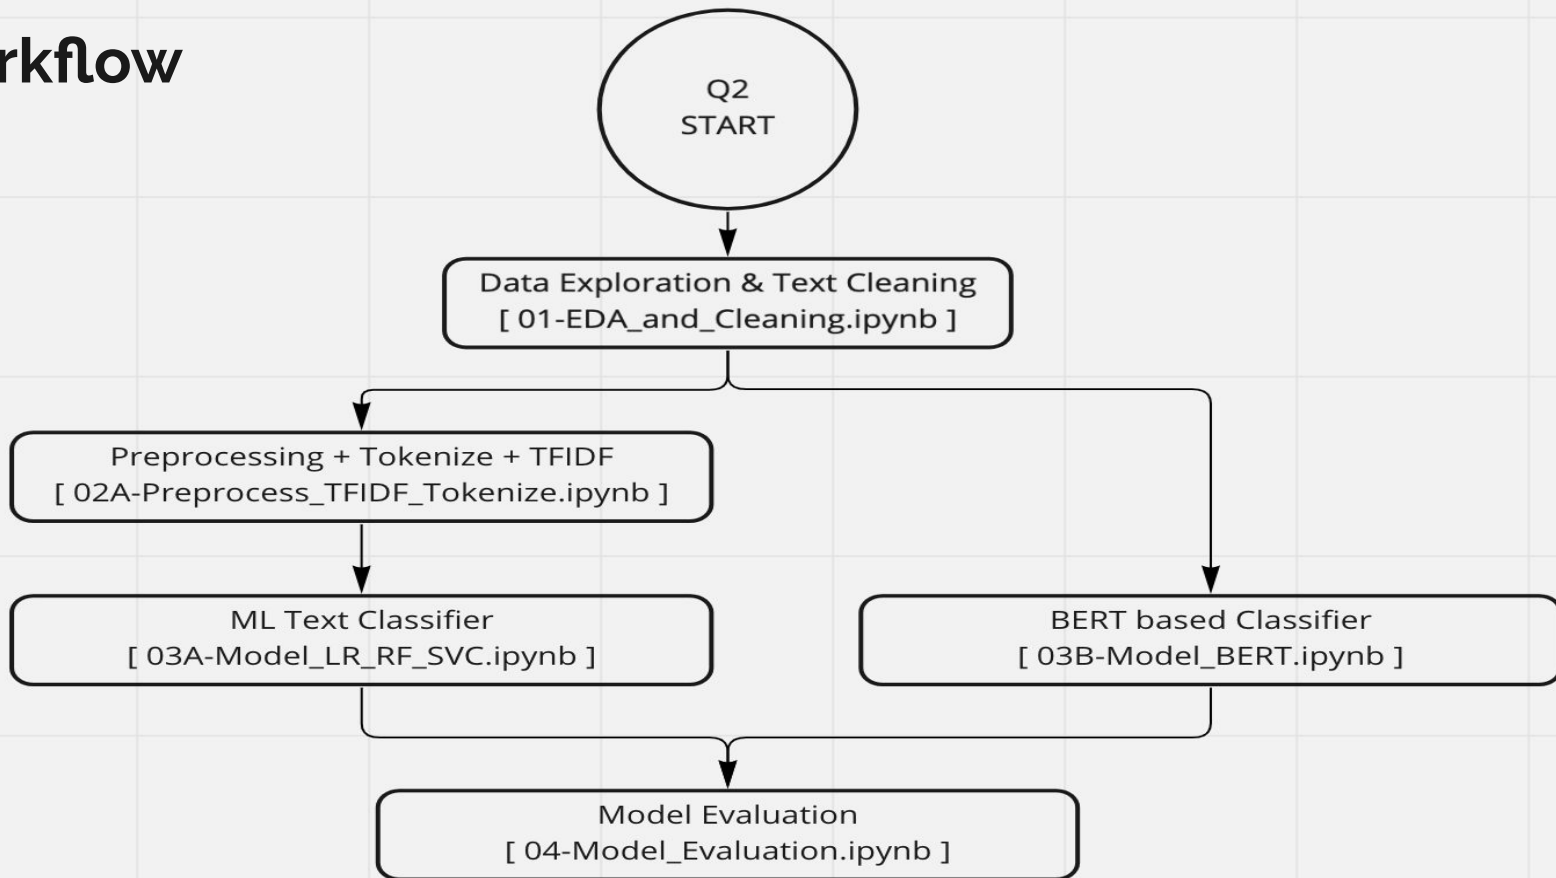 rkflow
Q2
START
Data Exploration & Text Cleaning
[ 01-EDA_and_Cleaning.ipynb ]
Preprocessing + Tokenize + TFIDF
[ 02A-Preprocess_TFIDF_Tokenize.ipynb ]
ML Text Classifier
[ 03A-Model_LR_RF_SVC.ipynb ]
BERT based Classifier
[ 03B-Model_BERT.ipynb ]
Model Evaluation
[ 04-Model_Evaluation.ipynb ]